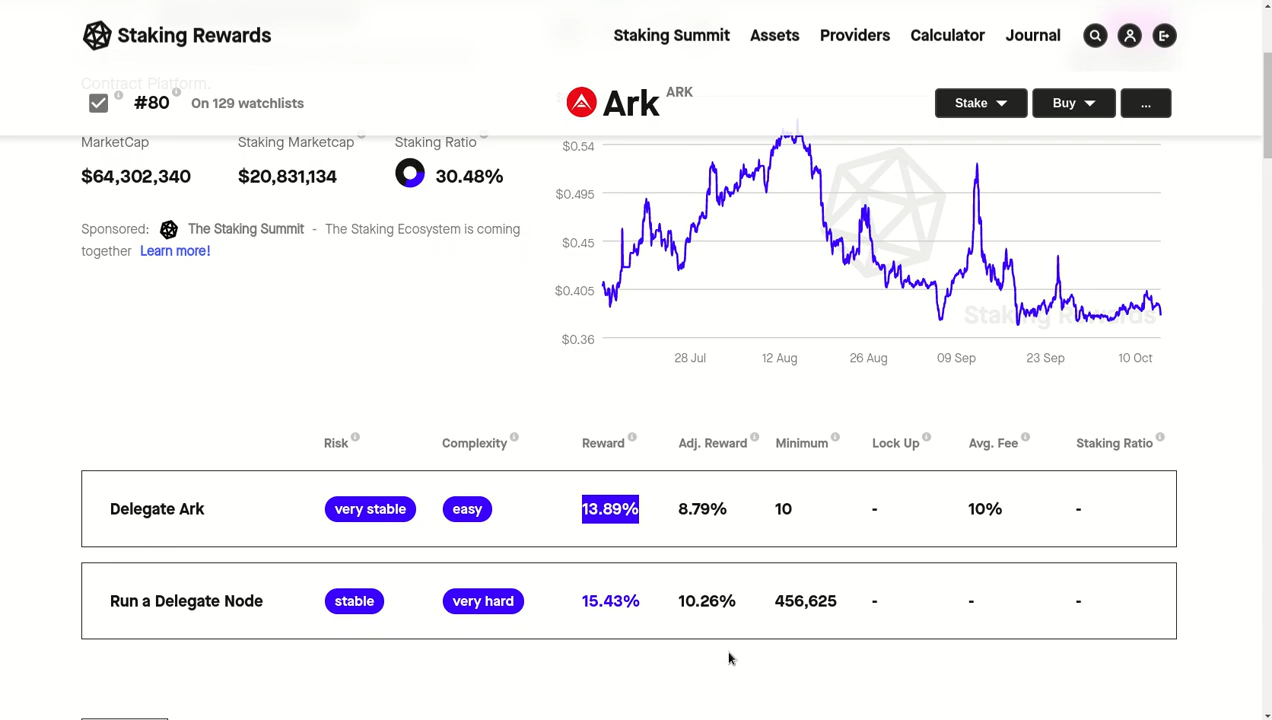 Staking Rewards
Staking Summit
Assets
Providers
Calculator
Journal
Contract Platform.
#80
On 129 watchlists
Ark
ARK
Stake
Buy
...
MarketCap
Staking Marketcap
Staking Ratio
$64,302,340
$20,831,134
30.48%
Sponsored: The Staking Summit - The Staking Ecosystem is coming
together Learn more!
$0.54
$0.495
$0.45
$0.405
$0.36
Staking Rewards
28 Jul
12 Aug
26 Aug
09 Sep
23 Sep
10 Oct
Risk
Complexity
Reward
Adj. Reward
Minimum
Lock Up
Avg. Fee
Staking Ratio
Delegate Ark
very stable
easy
13.89%
8.79%
10
-
10%
-
Run a Delegate Node
stable
very hard
15.43%
10.26%
456,625
-
-
-